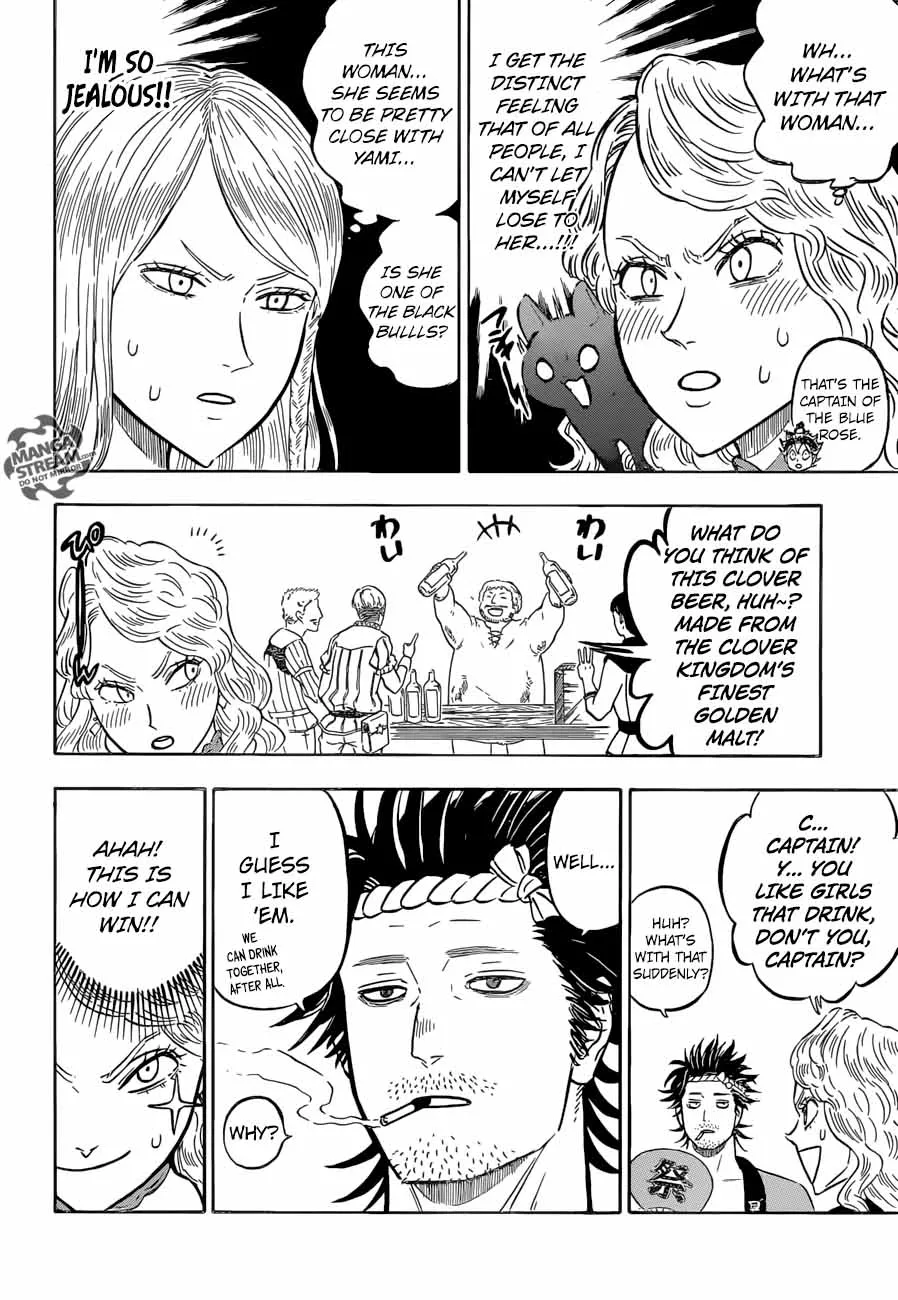 WH...
WHAT'S
WITH THAT
WOMAN...
I GET THE
DISTINCT
FEELING
THAT OF ALL
PEOPLE, I
CAN'T LET
MYSELF
LOSE TO
HER...!!!
THAT'S THE
CAPTAIN OF
THE BLUE
ROSE.
THIS
WOMAN...
SHE SEEMS
TO BE PRETTY
CLOSE WITH
YAMI...
IS SHE
ONE OF
THE BLACK
BULLLS?
I'M SO
JEALOUS!!
MANGA
STREAM.com
DO NOT MIRROR
WHAT DO
YOU THINK OF
THIS CLOVER
BEER, HUH~?
MADE FROM
THE CLOVER
KINGDOM'S
FINEST
GOLDEN
MALT!
わい
わい
C...
CAPTAIN!
Y... YOU
LIKE GIRLS
THAT DRINK,
DON'T YOU,
CAPTAIN?
HUH?
WHAT'S
WITH THAT
SUDDENLY?
祭
WELL...
I
GUESS
I LIKE
'EM.
WE
CAN DRINK
TOGETHER,
AFTER ALL.
WHY?
AHAH!
THIS IS
HOW I CAN
WIN!!